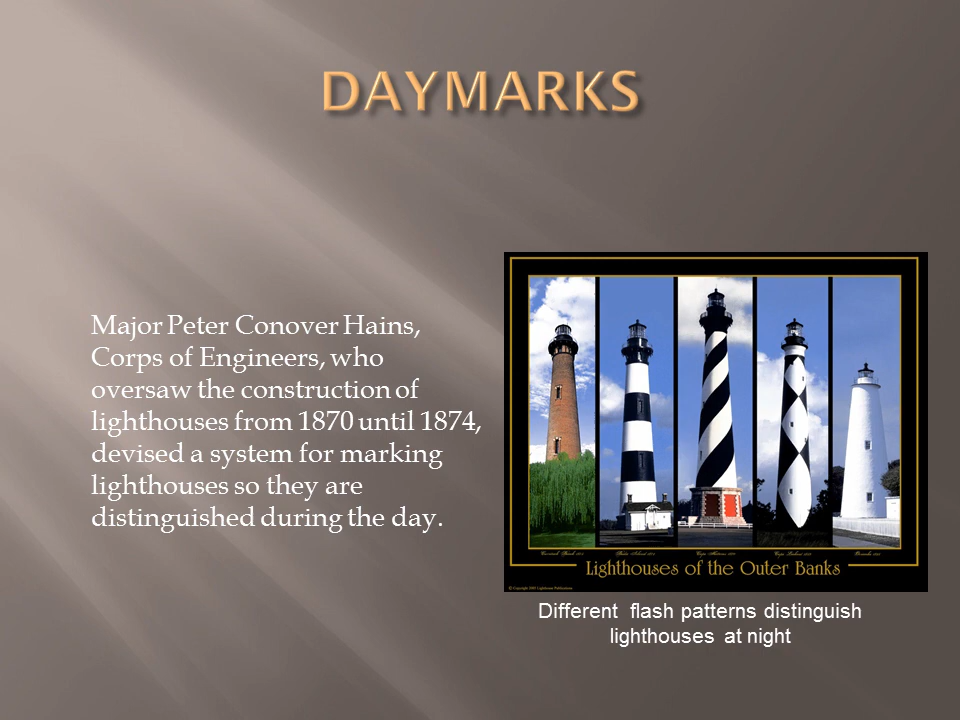 DAYMARKS
Major Peter Conover Hains,
Corps of Engineers, who
oversaw the construction of
lighthouses from 1870 until 1874,
devised a system for marking
lighthouses so they are
distinguished during the day.
Lighthouses of the Outer Banks
Different flash patterns distinguish
lighthouses at night